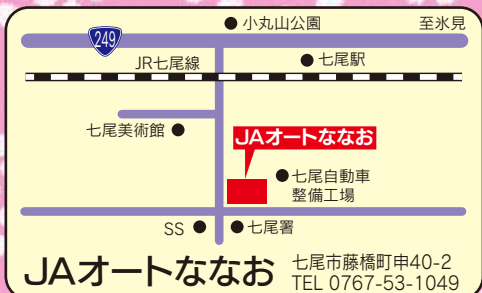 小丸山公園
至氷見
249
JR七尾線
七尾駅
七尾美術館
JAオートななお
七尾自動車
整備工場
SS
七尾署
JAオートななお
七尾市藤橋町申40-2
TEL 0767-53-1049